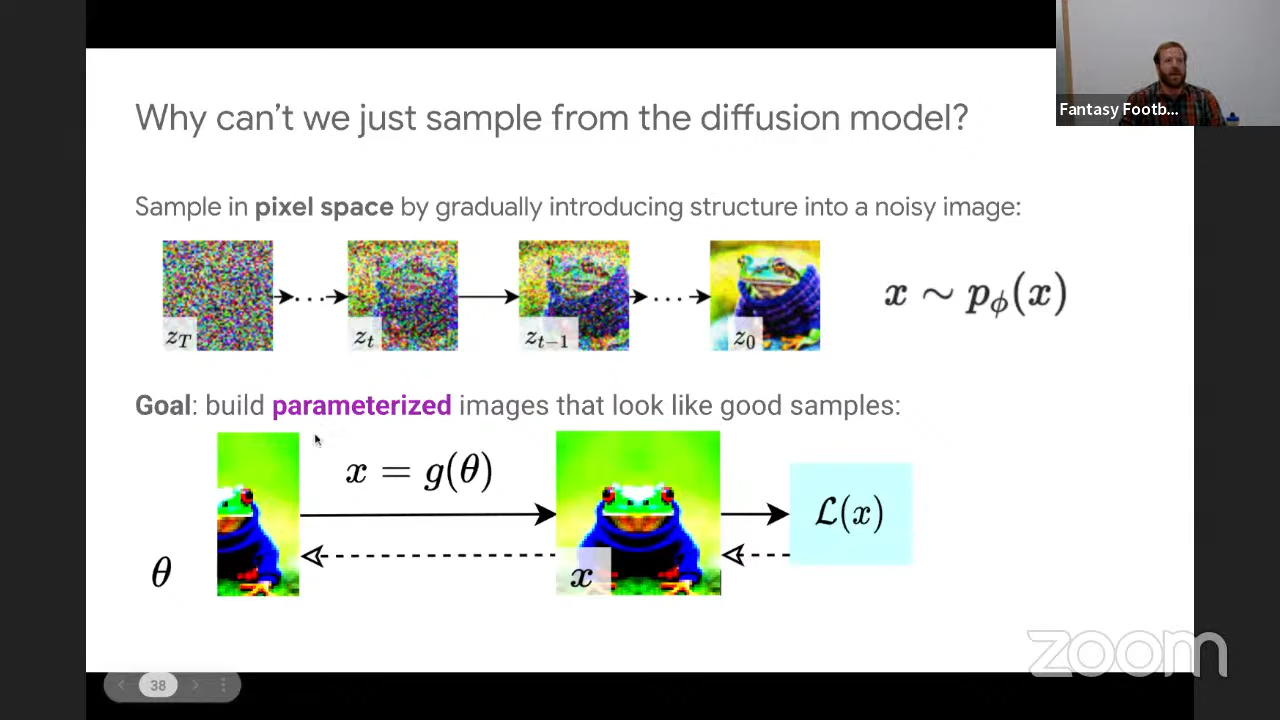 Why can't we just sample from the diffusion model?
Fantasy Footb...
Sample in pixel space by gradually introducing structure into a noisy image:
z_T
z_t
z_{t-1}
z_0
x ∼ p_ϕ(x)
Goal: build parameterized images that look like good samples:
x = g(θ)
ℒ(x)
θ
x
zoom
38